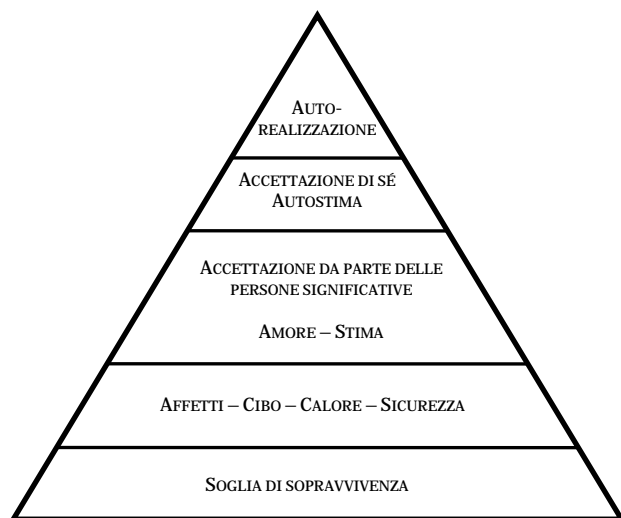 AUTO-
REALIZZAZIONE
ACCETTAZIONE DI SÉ
AUTOSTIMA
ACCETTAZIONE DA PARTE DELLE
PERSONE SIGNIFICATIVE
AMORE – STIMA
AFFETTI – CIBO – CALORE – SICUREZZA
SOGLIA DI SOPRAVVIVENZA